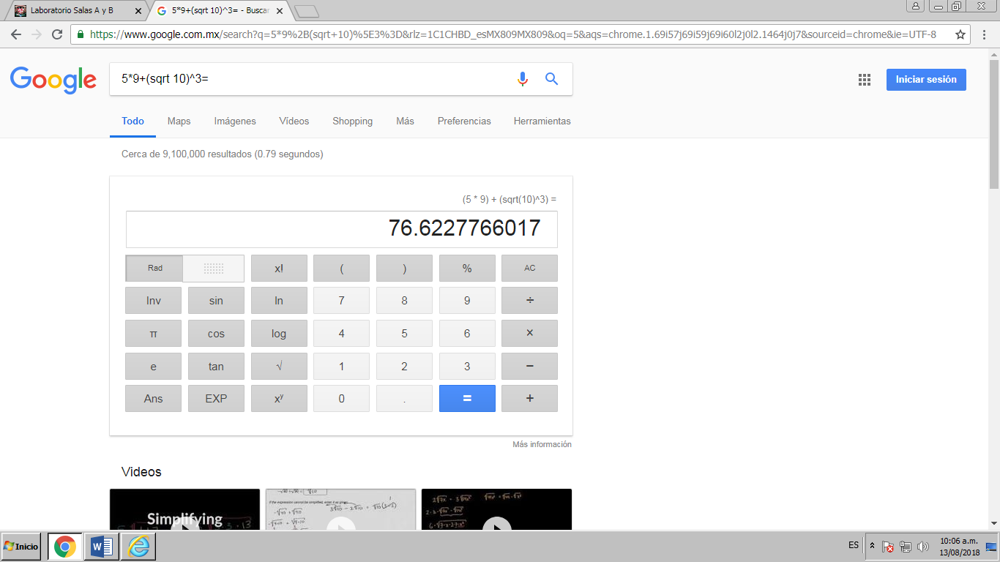 Laboratorio Salas A y B
5*9+(sqrt 10)^3= - Buscar
https://www.google.com.mx/search?q=5*9%2B(sqrt+10)%5E3%3D&rlz=1C1CHBD_esMX809MX809&oq=5&aqs=chrome.1.69i57j69i59j69i60l2j0l2.1464j0j7&sourceid=chrome&ie=UTF-8
Google
5*9+(sqrt 10)^3=
Iniciar sesión
Todo Maps Imágenes Vídeos Shopping Más Preferencias Herramientas
Cerca de 9,100,000 resultados (0.79 segundos)
(5 * 9) + (sqrt(10)^3) =
76.6227766017
Rad x! ( ) % AC
Inv sin ln 7 8 9 ÷
π cos log 4 5 6 ×
e tan √ 1 2 3 −
Ans EXP xʸ 0 . = +
Más información
Videos
Simplifying
Inicio
ES
10:06 a.m.
13/08/2018